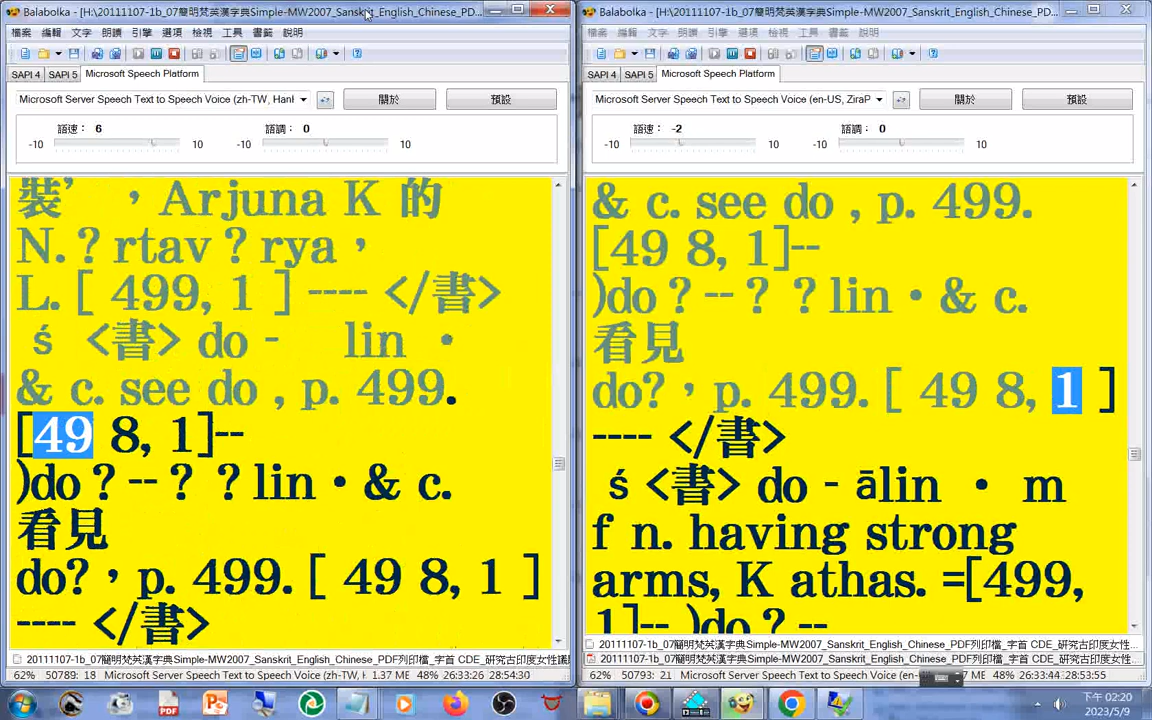 Balabolka - [H:\20111107-1b_07簡明梵英漢字典Simple-MW2007_Sanskrit_English_Chinese_PD...
檔案 編輯 文字 朗讀 引擎 選項 檢視 工具 書籤 說明
SAPI 4 SAPI 5 Microsoft Speech Platform
Microsoft Server Speech Text to Speech Voice (zh-TW, HanH 關於 預設
語速： 6 語調： 0
-10 10 -10 10
裝’ ，Arjuna K 的
N. ? rtav ? rya，
L. [ 499, 1 ] ---- </書>
ś <書> do - lin •
& c. see do , p. 499.
[49 8, 1]--
)do ? -- ? ? lin • & c.
看見
do?，p. 499. [ 49 8, 1 ]
---- </書>
20111107-1b_07簡明梵英漢字典Simple-MW2007_Sanskrit_English_Chinese_PDF列印檔_字首 CDE_研究古印度女性議
62% 50789: 18 Microsoft Server Speech Text to Speech Voice (zh-TW, H 1.37 MB 48% 26:33:26 28:54:30
Balabolka - [H:\20111107-1b_07簡明梵英漢字典Simple-MW2007_Sanskrit_English_Chinese_PD...
檔案 編輯 文字 朗讀 引擎 選項 檢視 工具 書籤 說明
SAPI 4 SAPI 5 Microsoft Speech Platform
Microsoft Server Speech Text to Speech Voice (en-US, ZiraP 關於 預設
語速： -2 語調： 0
-10 10 -10 10
& c. see do , p. 499.
[49 8, 1]--
)do ? -- ? ? lin • & c.
看見
do?，p. 499. [ 49 8, 1 ]
---- </書>
ś <書> do - ālin • m
f n. having strong
arms, K athas. =[499,
1]-- )do ? --
20111107-1b_07簡明梵英漢字典Simple-MW2007_Sanskrit_English_Chinese_PDF列印檔_字首 CDE_研究古印度女性
20111107-1b_07簡明梵英漢字典Simple-MW2007_Sanskrit_English_Chinese_PDF列印檔_字首 CDE_研究古印度女性
62% 50793: 21 Microsoft Server Speech Text to Speech Voice (en-US 48% 26:33:44 28:53:55
下午 02:20
2023/5/9